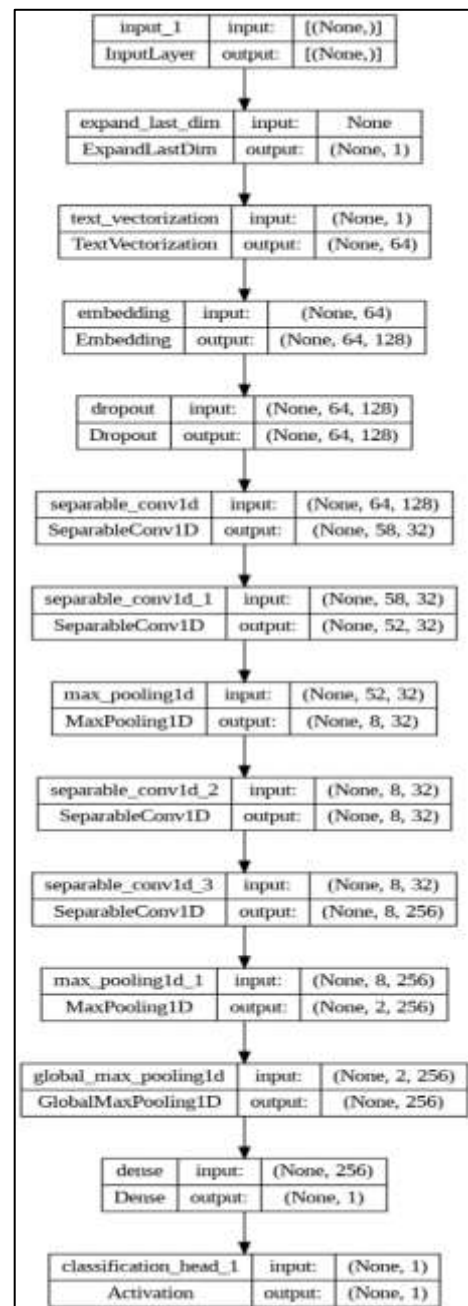 input_1 input: [(None,)]
InputLayer output: [(None,)]
expand_last_dim input: None
ExpandLastDim output: (None, 1)
text_vectorization input: (None, 1)
TextVectorization output: (None, 64)
embedding input: (None, 64)
Embedding output: (None, 64, 128)
dropout input: (None, 64, 128)
Dropout output: (None, 64, 128)
separable_conv1d input: (None, 64, 128)
SeparableConv1D output: (None, 58, 32)
separable_conv1d_1 input: (None, 58, 32)
SeparableConv1D output: (None, 52, 32)
max_pooling1d input: (None, 52, 32)
MaxPooling1D output: (None, 8, 32)
separable_conv1d_2 input: (None, 8, 32)
SeparableConv1D output: (None, 8, 32)
separable_conv1d_3 input: (None, 8, 32)
SeparableConv1D output: (None, 8, 256)
max_pooling1d_1 input: (None, 8, 256)
MaxPooling1D output: (None, 2, 256)
global_max_pooling1d input: (None, 2, 256)
GlobalMaxPooling1D output: (None, 256)
dense input: (None, 256)
Dense output: (None, 1)
classification_head_1 input: (None, 1)
Activation output: (None, 1)